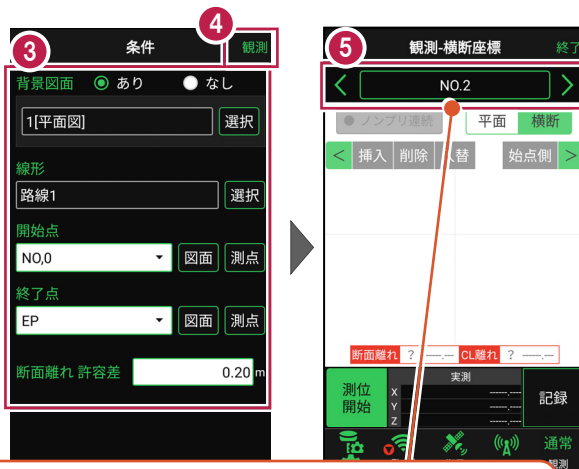 3
条件
4
観測
背景図面 あり なし
1[平面図] 選択
線形
路線1 選択
開始点
NO,0 図面 測点
終了点
EP 図面 測点
断面離れ 許容差 0.20 m
5
観測-横断座標 終了
< NO.2 >
ノンプリ連続 平面 横断
< 挿入 削除 替 始点側 >
断面離れ ? -----.--- CL離れ ? -----.---
測位
開始
実測
X ------.---
Y ------.---
Z ------.---
記録
通常
観測